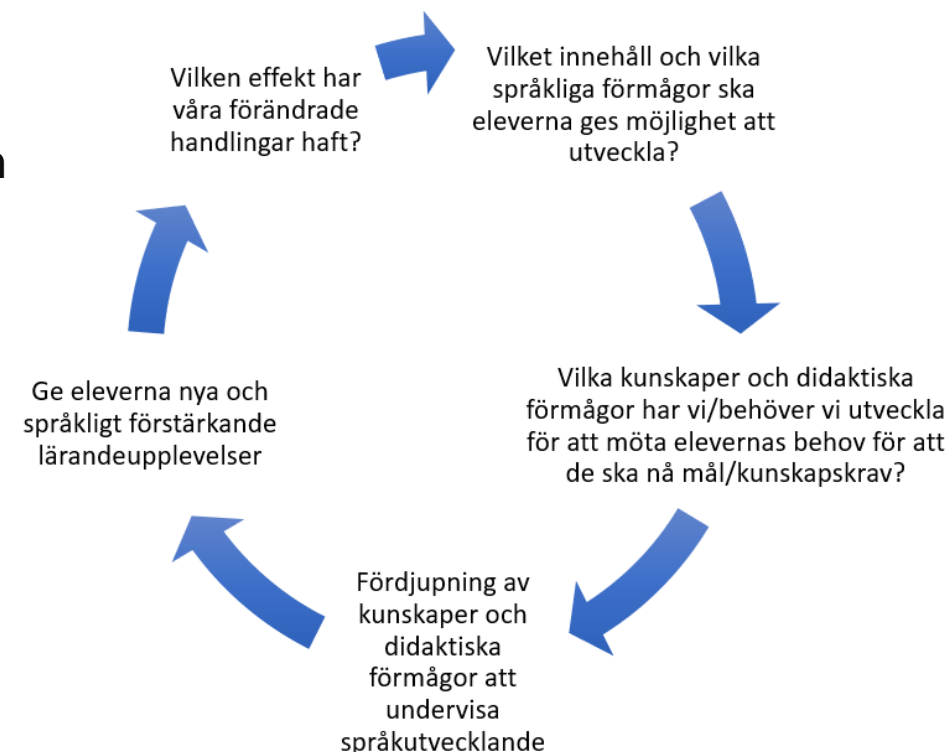 Vilken effekt har
våra förändrade
handlingar haft?
Vilket innehåll och vilka
språkliga förmågor ska
eleverna ges möjlighet att
utveckla?
Vilka kunskaper och didaktiska
förmågor har vi/behöver vi utveckla
för att möta elevernas behov för att
de ska nå mål/kunskapskrav?
Fördjupning av
kunskaper och
didaktiska
förmågor att
undervisa
språkutvecklande
Ge eleverna nya och
språkligt förstärkande
lärandeupplevelser